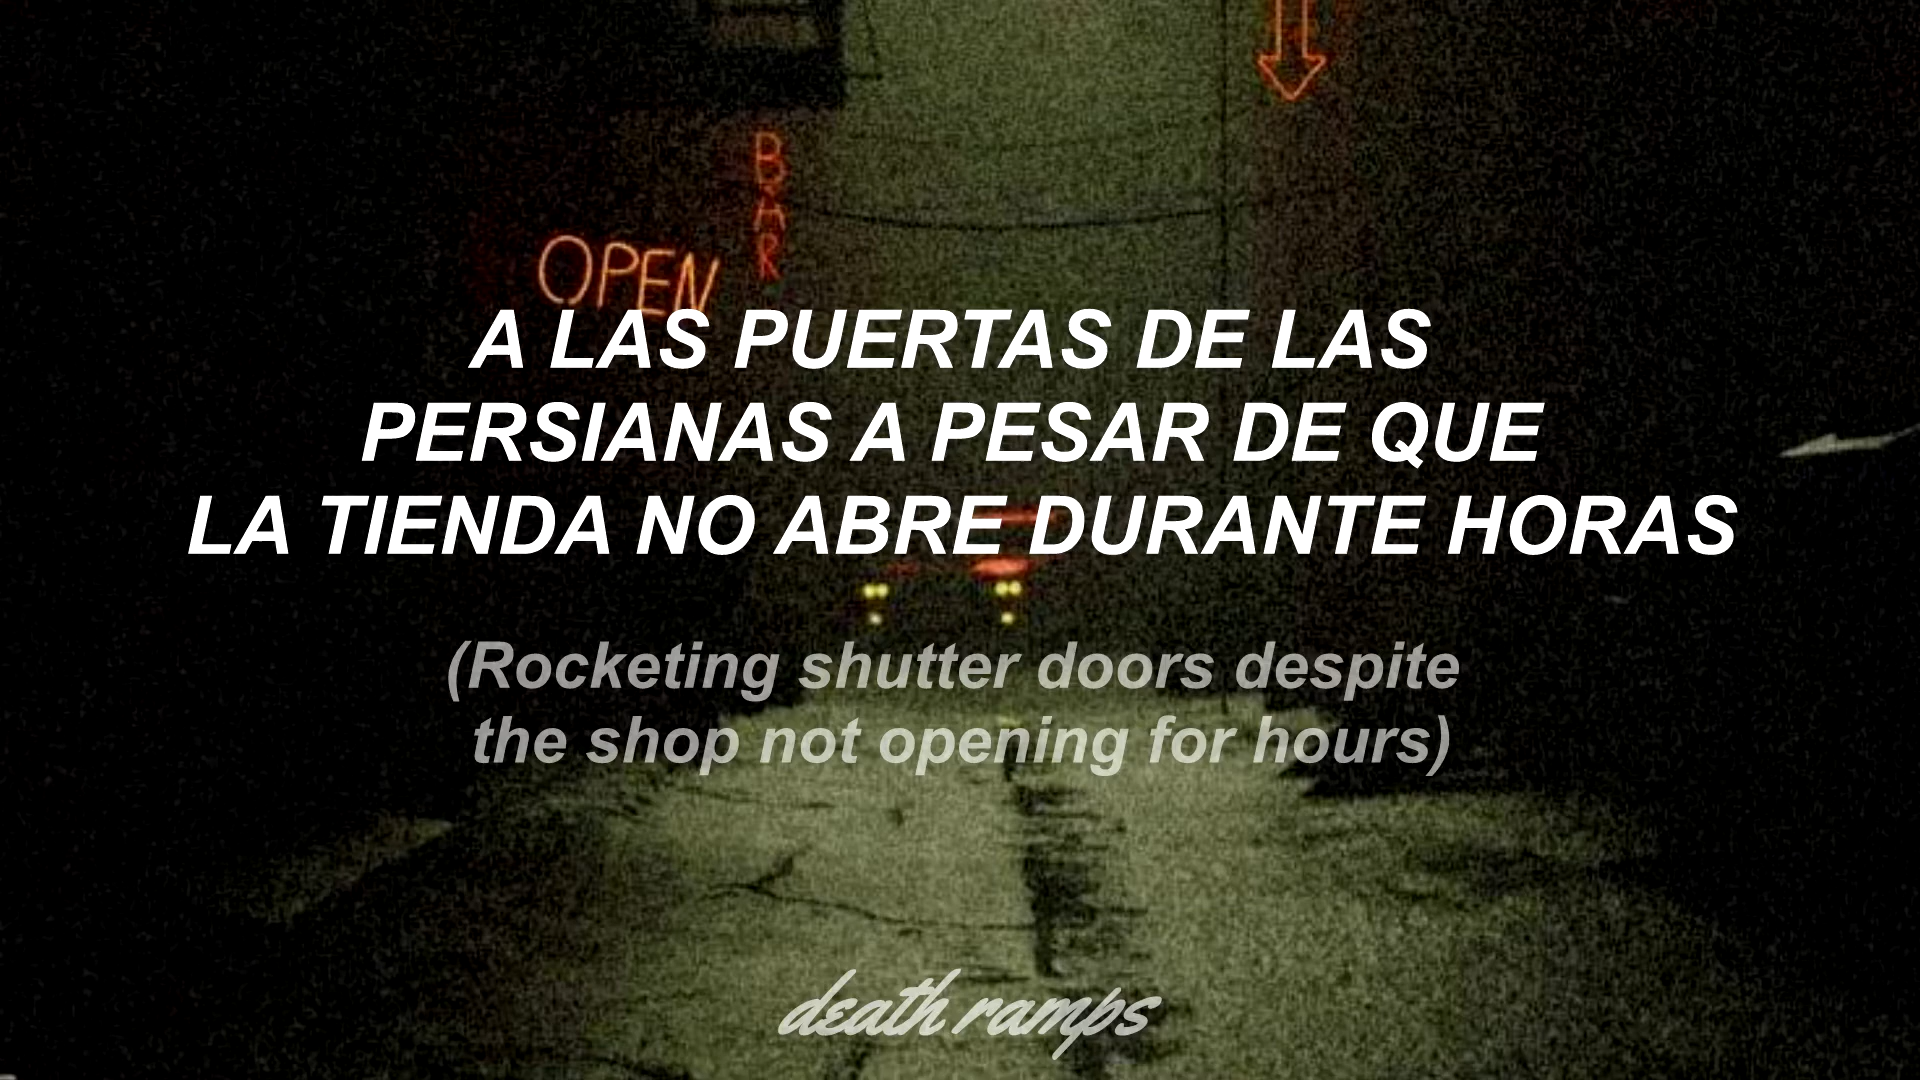 BAR
OPEN
A LAS PUERTAS DE LAS
PERSIANAS A PESAR DE QUE
LA TIENDA NO ABRE DURANTE HORAS
(Rocketing shutter doors despite
the shop not opening for hours)
death ramps